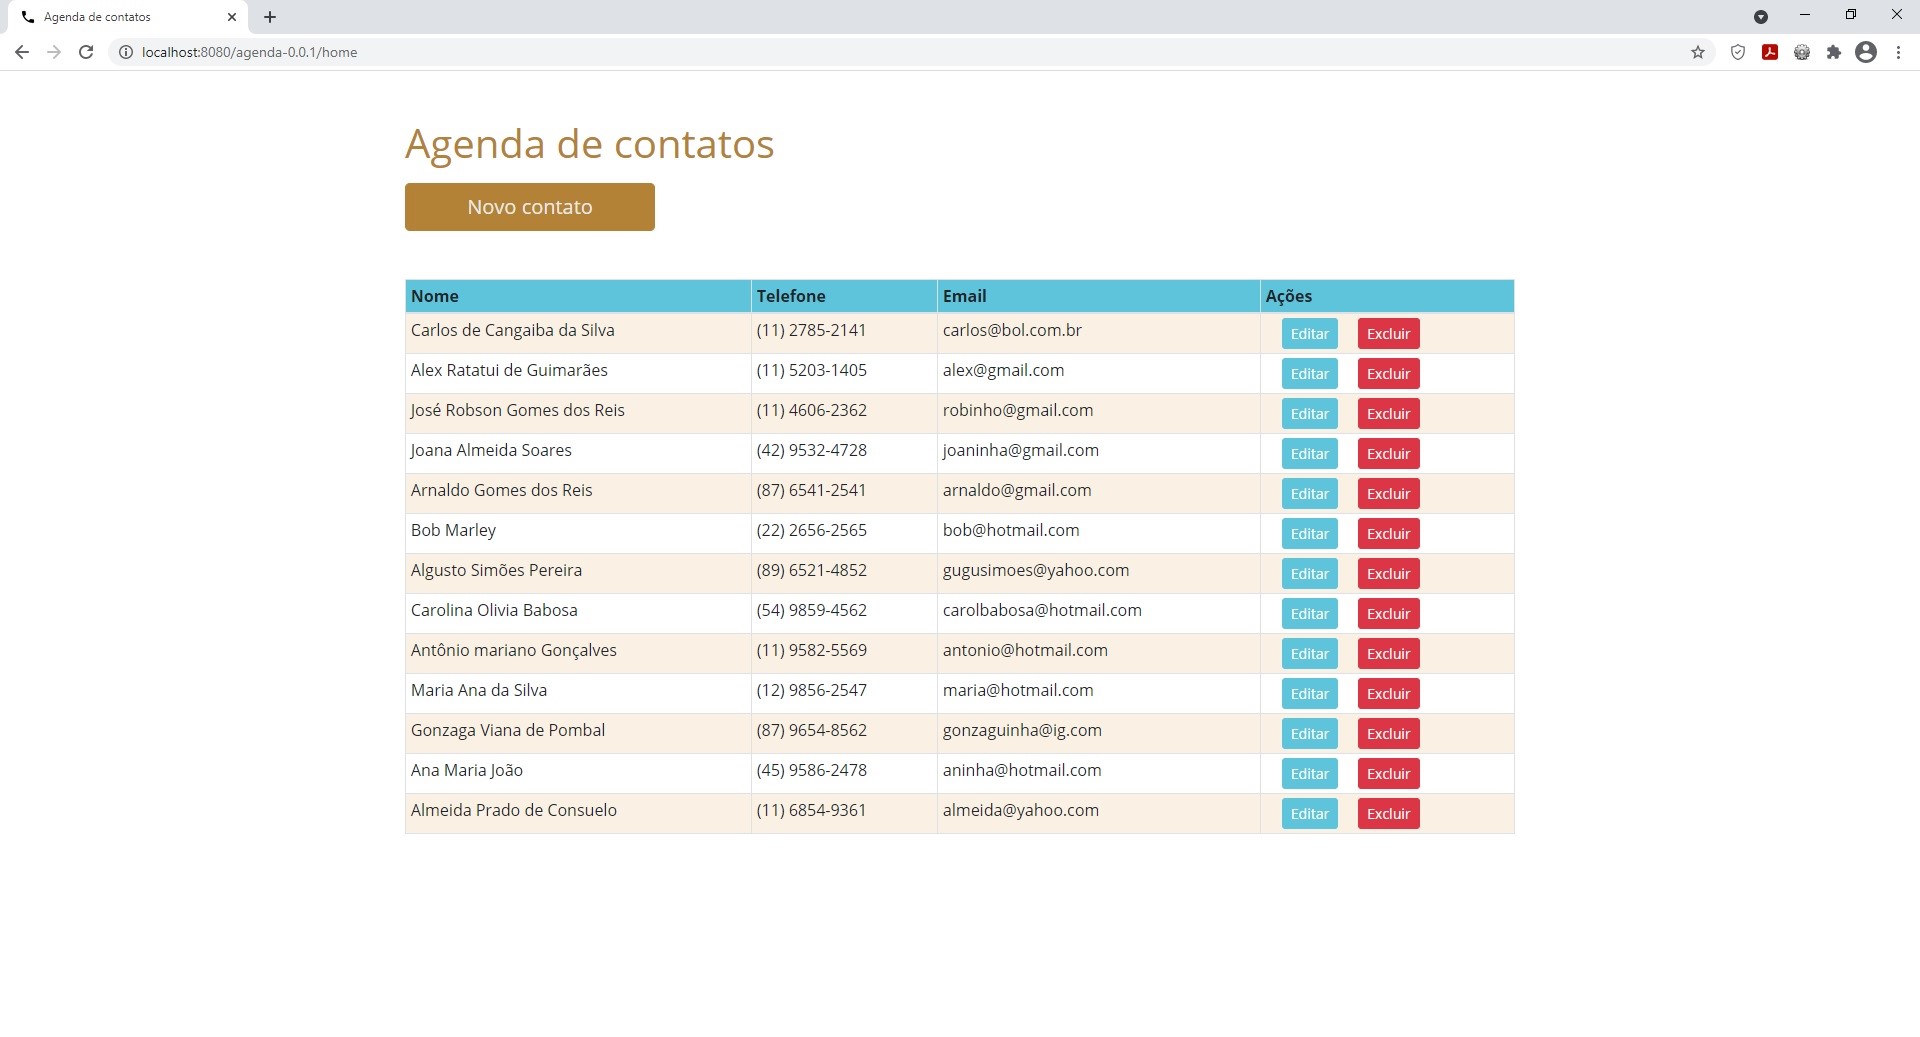 Agenda de contatos
localhost:8080/agenda-0.0.1/home
Agenda de contatos
Novo contato
Nome Telefone Email Ações
Carlos de Cangaiba da Silva (11) 2785-2141 carlos@bol.com.br Editar Excluir
Alex Ratatui de Guimarães (11) 5203-1405 alex@gmail.com Editar Excluir
José Robson Gomes dos Reis (11) 4606-2362 robinho@gmail.com Editar Excluir
Joana Almeida Soares (42) 9532-4728 joaninha@gmail.com Editar Excluir
Arnaldo Gomes dos Reis (87) 6541-2541 arnaldo@gmail.com Editar Excluir
Bob Marley (22) 2656-2565 bob@hotmail.com Editar Excluir
Algusto Simões Pereira (89) 6521-4852 gugusimoes@yahoo.com Editar Excluir
Carolina Olivia Babosa (54) 9859-4562 carolbabosa@hotmail.com Editar Excluir
Antônio mariano Gonçalves (11) 9582-5569 antonio@hotmail.com Editar Excluir
Maria Ana da Silva (12) 9856-2547 maria@hotmail.com Editar Excluir
Gonzaga Viana de Pombal (87) 9654-8562 gonzaguinha@ig.com Editar Excluir
Ana Maria João (45) 9586-2478 aninha@hotmail.com Editar Excluir
Almeida Prado de Consuelo (11) 6854-9361 almeida@yahoo.com Editar Excluir